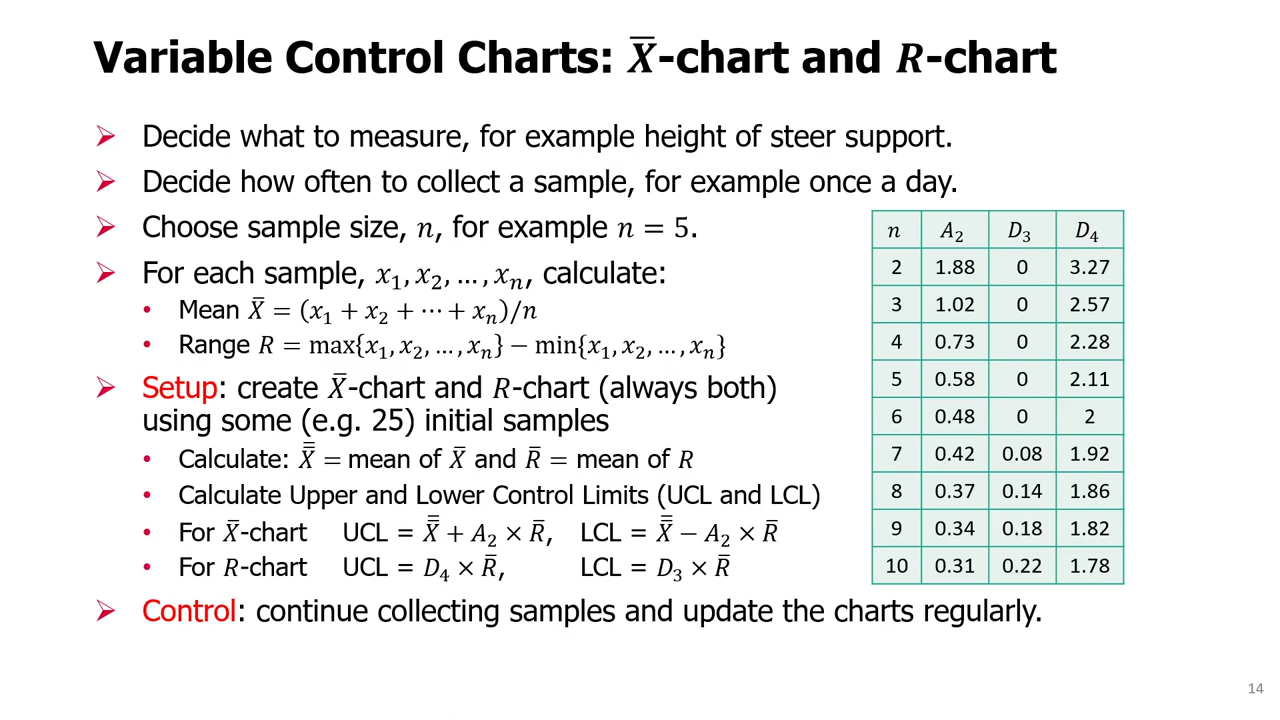 Variable Control Charts: X̿-chart and R-chart
➢ Decide what to measure, for example height of steer support.
➢ Decide how often to collect a sample, for example once a day.
➢ Choose sample size, n, for example n = 5.
➢ For each sample, x₁, x₂, …, xₙ, calculate:
• Mean X̄ = (x₁ + x₂ + ⋯ + xₙ)/n
• Range R = max{x₁, x₂, …, xₙ} − min{x₁, x₂, …, xₙ}
➢ Setup: create X̄-chart and R-chart (always both)
using some (e.g. 25) initial samples
• Calculate: X̿ = mean of X̄ and R̄ = mean of R
• Calculate Upper and Lower Control Limits (UCL and LCL)
• For X̄-chart UCL = X̿ + A₂ × R̄, LCL = X̿ − A₂ × R̄
• For R-chart UCL = D₄ × R̄, LCL = D₃ × R̄
➢ Control: continue collecting samples and update the charts regularly.
n A₂ D₃ D₄
2 1.88 0 3.27
3 1.02 0 2.57
4 0.73 0 2.28
5 0.58 0 2.11
6 0.48 0 2
7 0.42 0.08 1.92
8 0.37 0.14 1.86
9 0.34 0.18 1.82
10 0.31 0.22 1.78
14